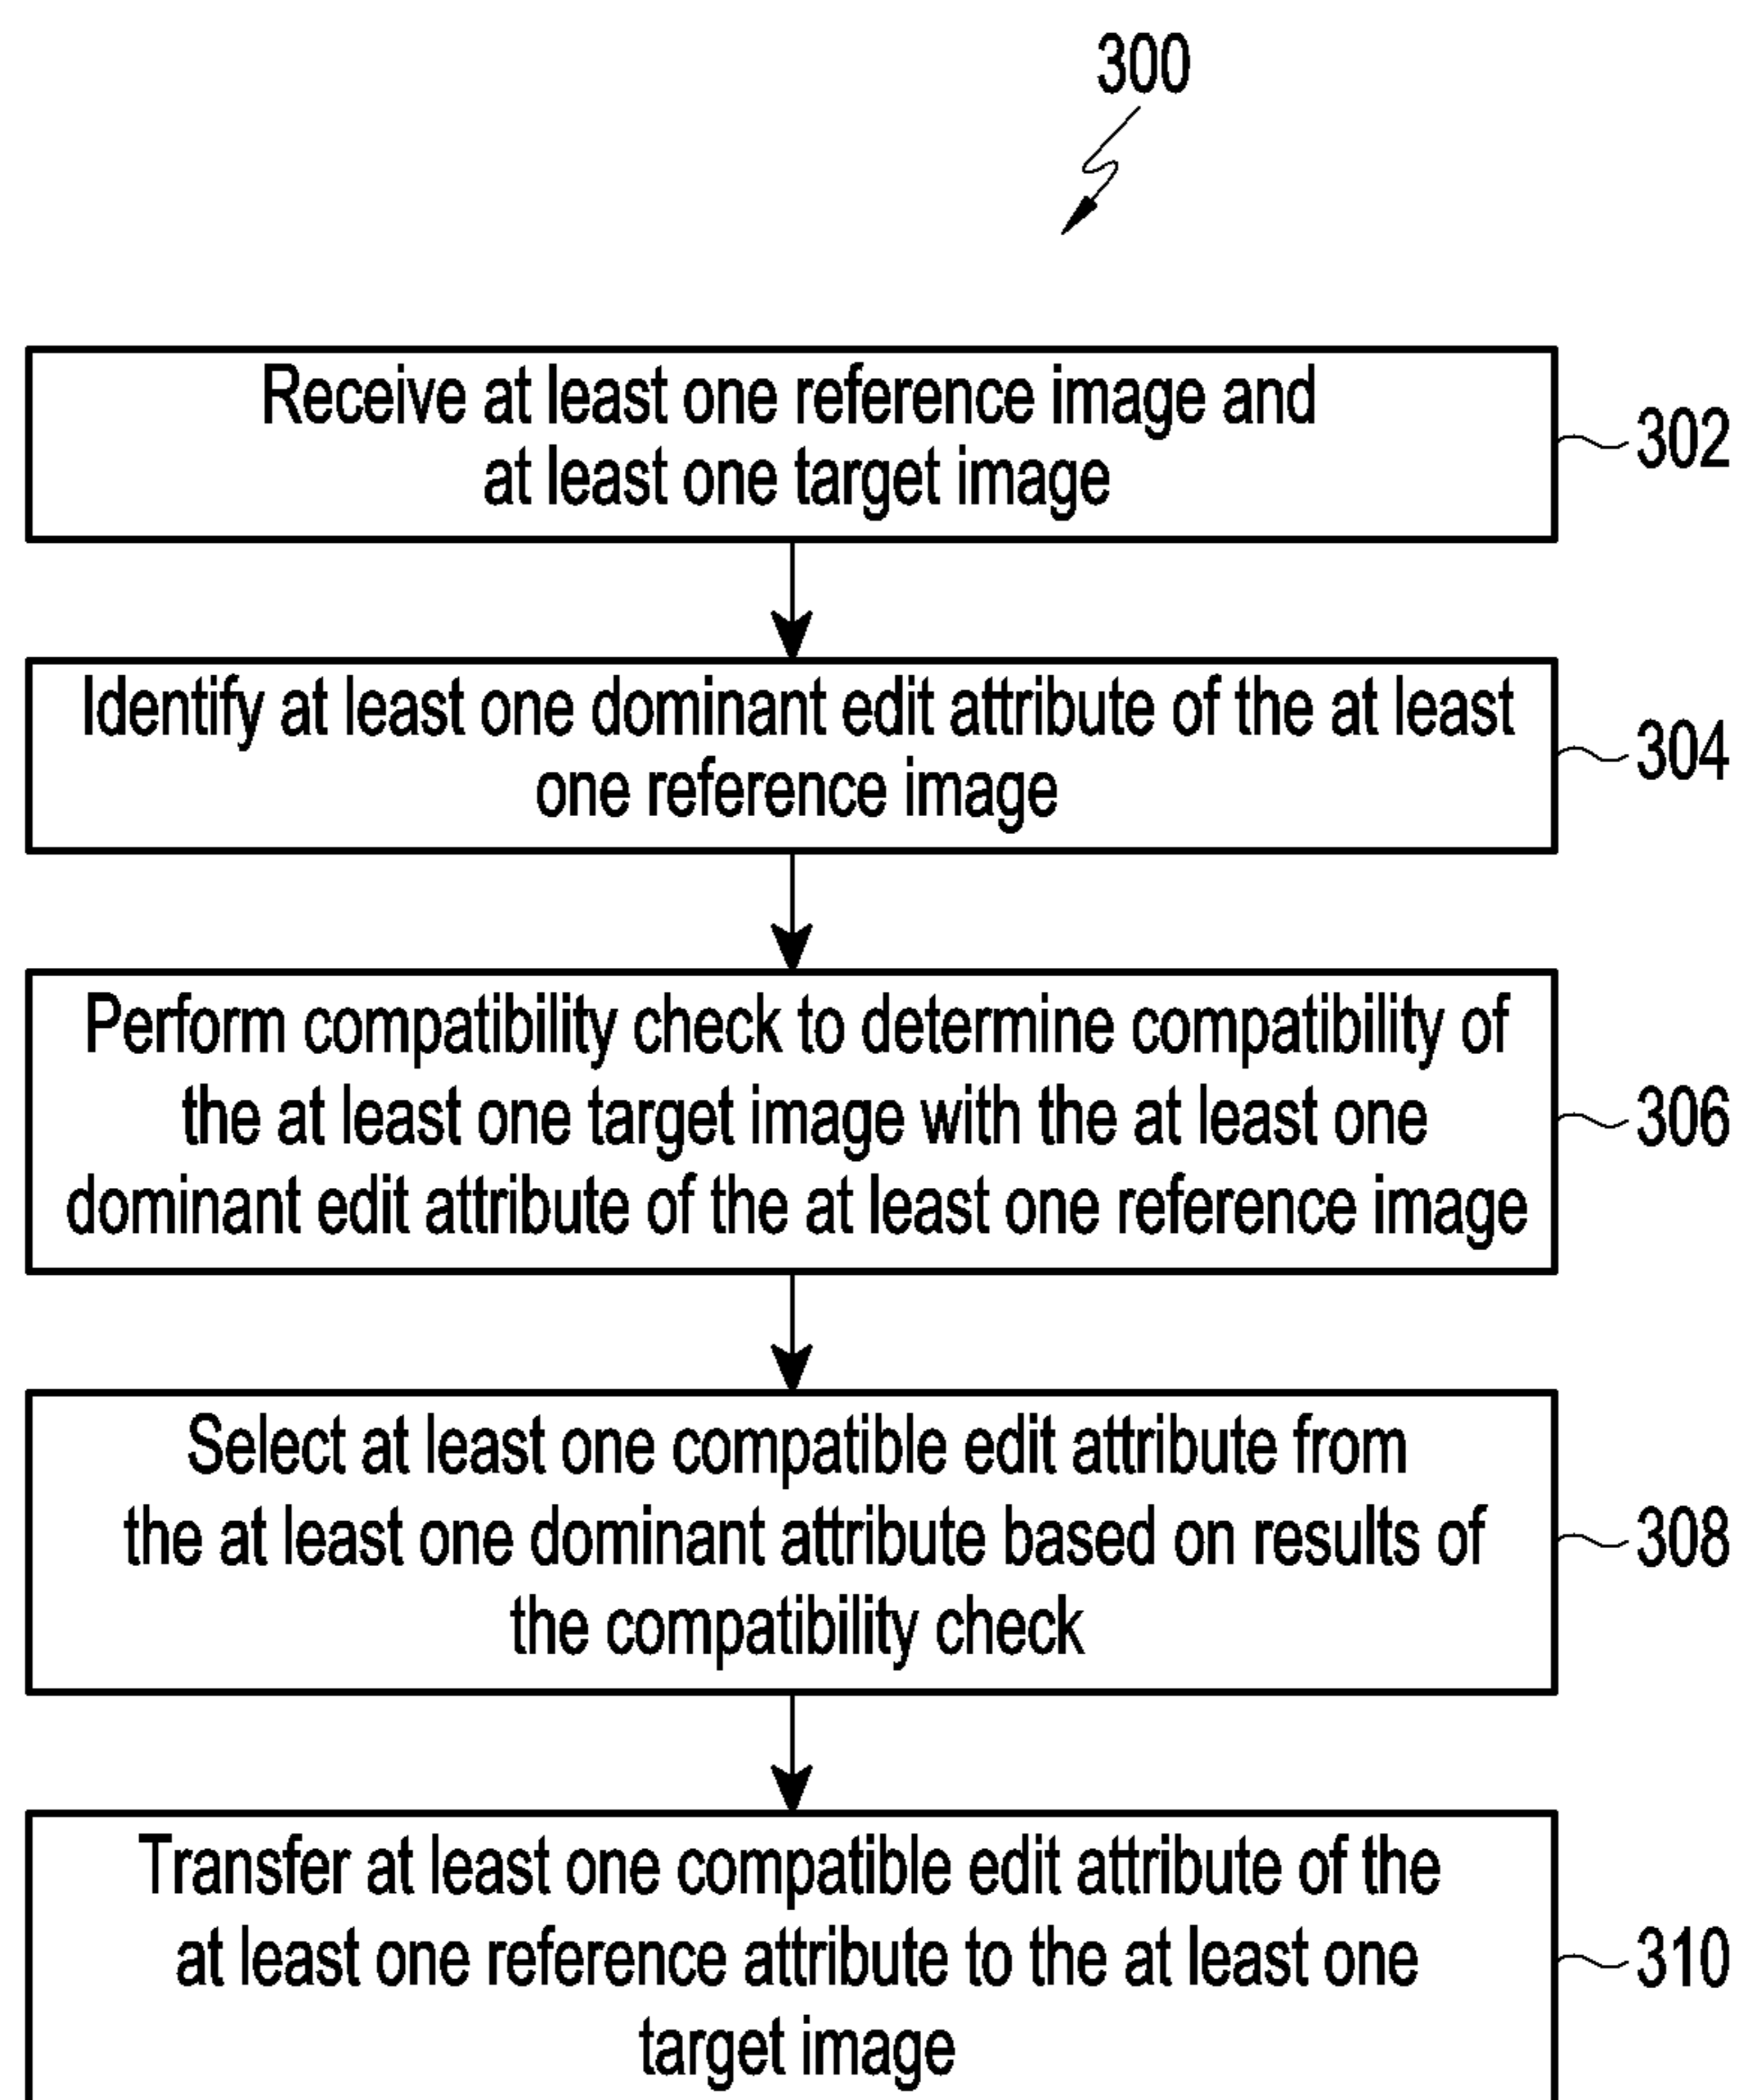 300
Receive at least one reference image and
at least one target image
302
Identify at least one dominant edit attribute of the at least
one reference image
304
Perform compatibility check to determine compatibility of
the at least one target image with the at least one
dominant edit attribute of the at least one reference image
306
Select at least one compatible edit attribute from
the at least one dominant attribute based on results of
the compatibility check
308
Transfer at least one compatible edit attribute of the
at least one reference attribute to the at least one
target image
310